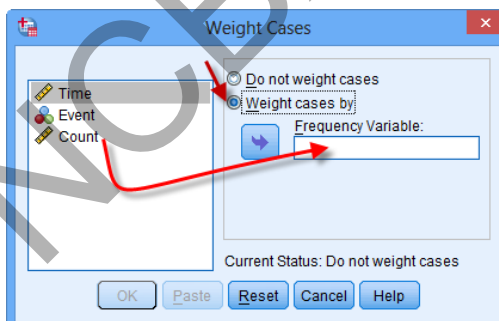 Weight Cases
Time
Event
Count
Do not weight cases
Weight cases by
Frequency Variable:
Current Status: Do not weight cases
OK Paste Reset Cancel Help